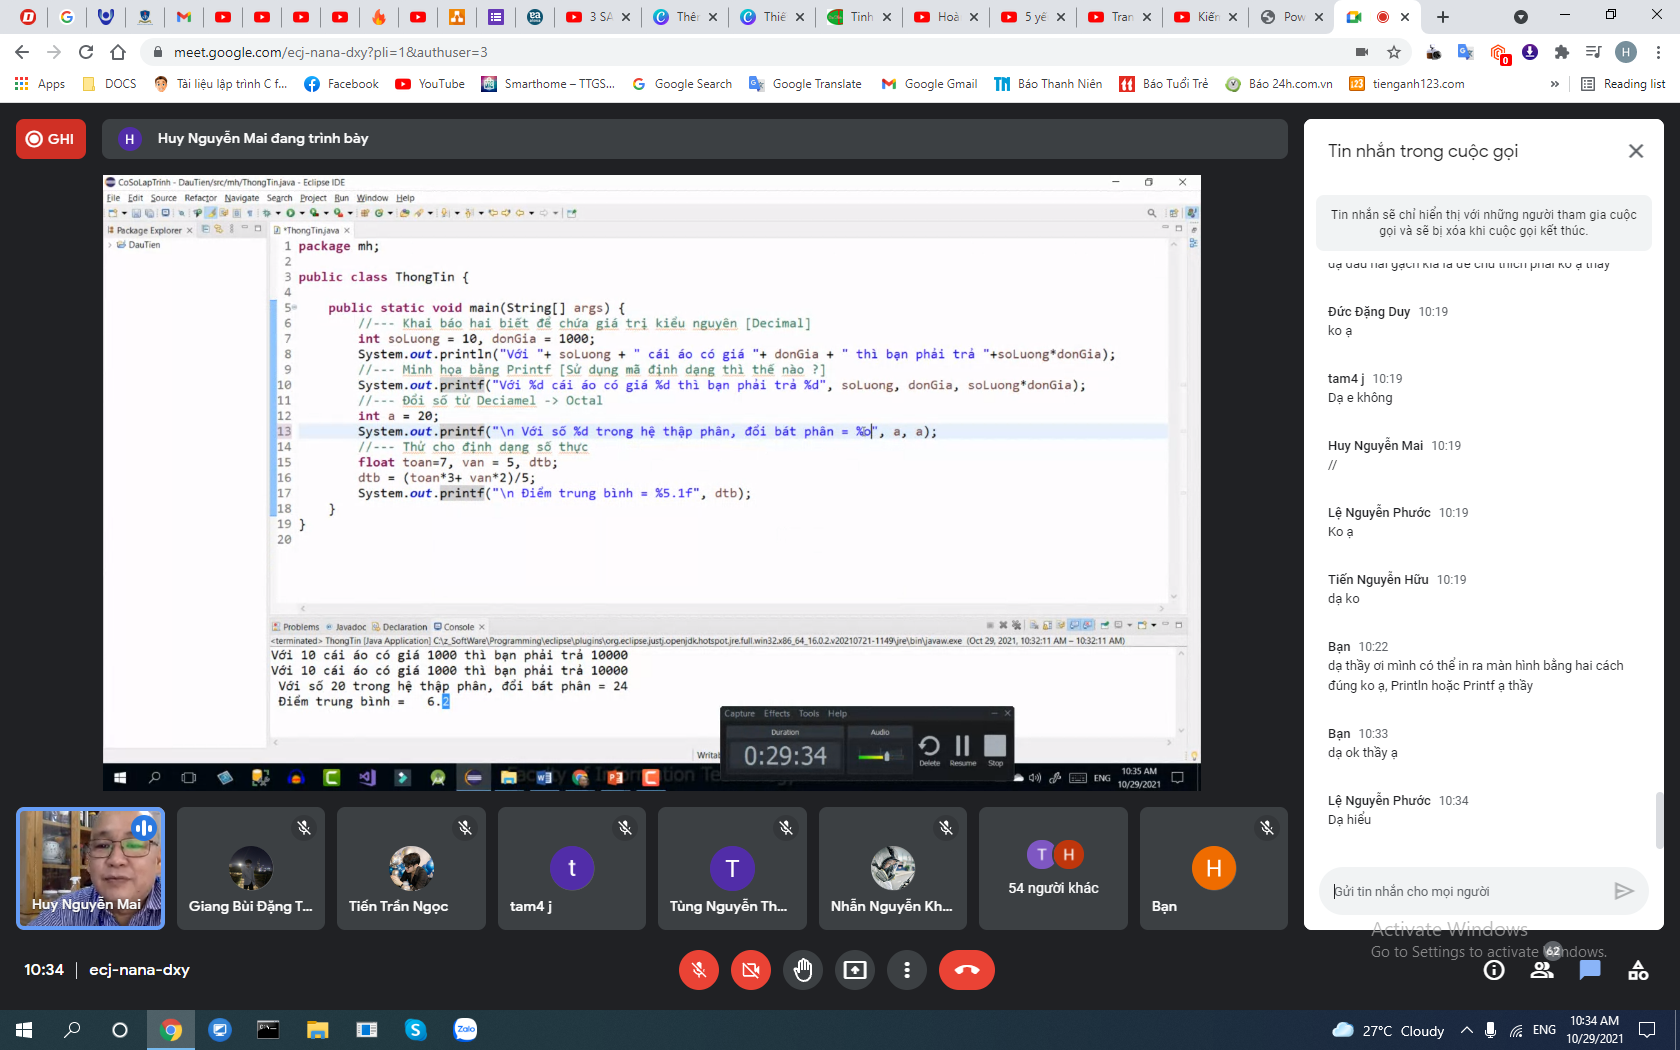 3 SA
Thêr
Thiế
Tinh
Hoà
5 yế
Tran
Kiến
Pow
meet.google.com/ecj-nana-dxy?pli=1&authuser=3
Apps
DOCS
Tài liệu lập trình C f...
Facebook
YouTube
Smarthome – TTGS...
Google Search
Google Translate
Google Gmail
Báo Thanh Niên
Báo Tuổi Trẻ
Báo 24h.com.vn
tienganh123.com
»
Reading list
GHI
H
Huy Nguyễn Mai đang trình bày
CoSoLapTrinh - DauTien/src/mh/ThongTin.java - Eclipse IDE
File Edit Source Refactor Navigate Search Project Run Window Help
Package Explorer
DauTien
*ThongTin.java
1 package mh;
2
3 public class ThongTin {
4
5 public static void main(String[] args) {
6 //--- Khai báo hai biết để chứa giá trị kiểu nguyên [Decimal]
7 int soLuong = 10, donGia = 1000;
8 System.out.println("Với "+ soLuong + " cái áo có giá "+ donGia + " thì bạn phải trả "+soLuong*donGia);
9 //--- Minh họa bằng Printf [Sử dụng mã định dạng thì thế nào ?]
10 System.out.printf("Với %d cái áo có giá %d thì bạn phải trả %d", soLuong, donGia, soLuong*donGia);
11 //--- Đổi số từ Deciamel -> Octal
12 int a = 20;
13 System.out.printf("\n Với số %d trong hệ thập phân, đổi bát phân = %o", a, a);
14 //--- Thử cho định dạng số thực
15 float toan=7, van = 5, dtb;
16 dtb = (toan*3+ van*2)/5;
17 System.out.printf("\n Điểm trung bình = %5.1f", dtb);
18 }
19 }
20
Problems Javadoc Declaration Console
<terminated> ThongTin [Java Application] C:\z_SoftWare\Programming\eclipse\plugins\org.eclipse.justj.openjdk.hotspot.jre.full.win32.x86_64_16.0.2.v20210721-1149\jre\bin\javaw.exe (Oct 29, 2021, 10:32:11 AM – 10:32:11 AM)
Với 10 cái áo có giá 1000 thì bạn phải trả 10000
Với 10 cái áo có giá 1000 thì bạn phải trả 10000
Với số 20 trong hệ thập phân, đổi bát phân = 24
Điểm trung bình = 6.2
Capture Effects Tools Help
Duration
Audio
0:29:34
Delete
Resume
Stop
Writab
Faculty of Information
ENG
10:35 AM
10/29/2021
Tin nhắn trong cuộc gọi
Tin nhắn sẽ chỉ hiển thị với những người tham gia cuộc
gọi và sẽ bị xóa khi cuộc gọi kết thúc.
dạ dấu hai gạch kia là để chú thích phải ko ạ thầy
Đức Đặng Duy 10:19
ko ạ
tam4 j 10:19
Dạ e không
Huy Nguyễn Mai 10:19
//
Lệ Nguyễn Phước 10:19
Ko ạ
Tiến Nguyễn Hữu 10:19
dạ ko
Bạn 10:22
dạ thầy ơi mình có thể in ra màn hình bằng hai cách
đúng ko ạ, Println hoặc Printf ạ thầy
Bạn 10:33
dạ ok thầy ạ
Lệ Nguyễn Phước 10:34
Dạ hiểu
Gửi tin nhắn cho mọi người
Huy Nguyễn Mai
Giang Bùi Đặng T...
Tiến Trần Ngọc
t
tam4 j
T
Tùng Nguyễn Th...
Nhẫn Nguyễn Kh...
T H
54 người khác
H
Bạn
Activate Windows
Go to Settings to activate Windows.
10:34 | ecj-nana-dxy
62
Zalo
27°C Cloudy
ENG
10:34 AM
10/29/2021